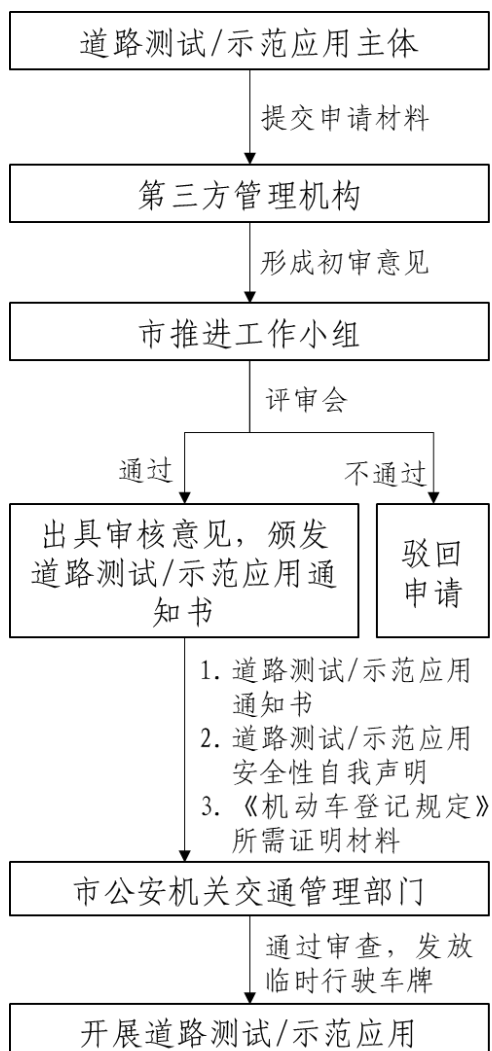 道路测试/示范应用主体
提交申请材料
第三方管理机构
形成初审意见
市推进工作小组
评审会
通过
不通过
出具审核意见，颁发
道路测试/示范应用通
知书
驳回
申请
1. 道路测试/示范应用
通知书
2. 道路测试/示范应用
安全性自我声明
3. 《机动车登记规定》
所需证明材料
市公安机关交通管理部门
通过审查，发放
临时行驶车牌
开展道路测试/示范应用